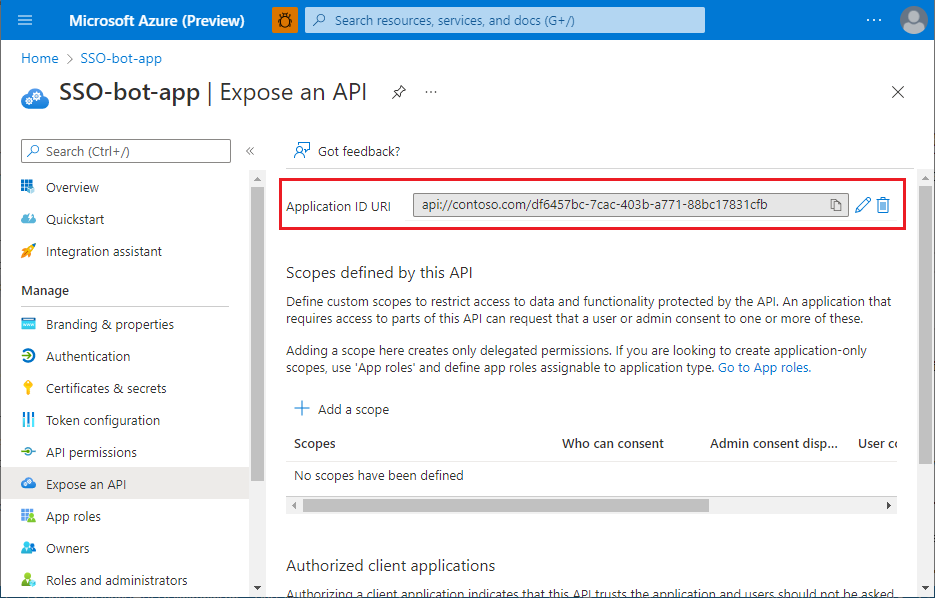 Microsoft Azure (Preview)
Search resources, services, and docs (G+/)
Home > SSO-bot-app
SSO-bot-app | Expose an API
Search (Ctrl+/)
Got feedback?
Overview
Quickstart
Integration assistant
Manage
Branding & properties
Authentication
Certificates & secrets
Token configuration
API permissions
Expose an API
App roles
Owners
Roles and administrators
Application ID URI
api://contoso.com/df6457bc-7cac-403b-a771-88bc17831cfb
Scopes defined by this API
Define custom scopes to restrict access to data and functionality protected by the API. An application that
requires access to parts of this API can request that a user or admin consent to one or more of these.
Adding a scope here creates only delegated permissions. If you are looking to create application-only
scopes, use 'App roles' and define app roles assignable to application type. Go to App roles.
Add a scope
Scopes Who can consent Admin consent disp... User co
No scopes have been defined
Authorized client applications
Authorizing a client application indicates that this API trusts the application and users should not be asked